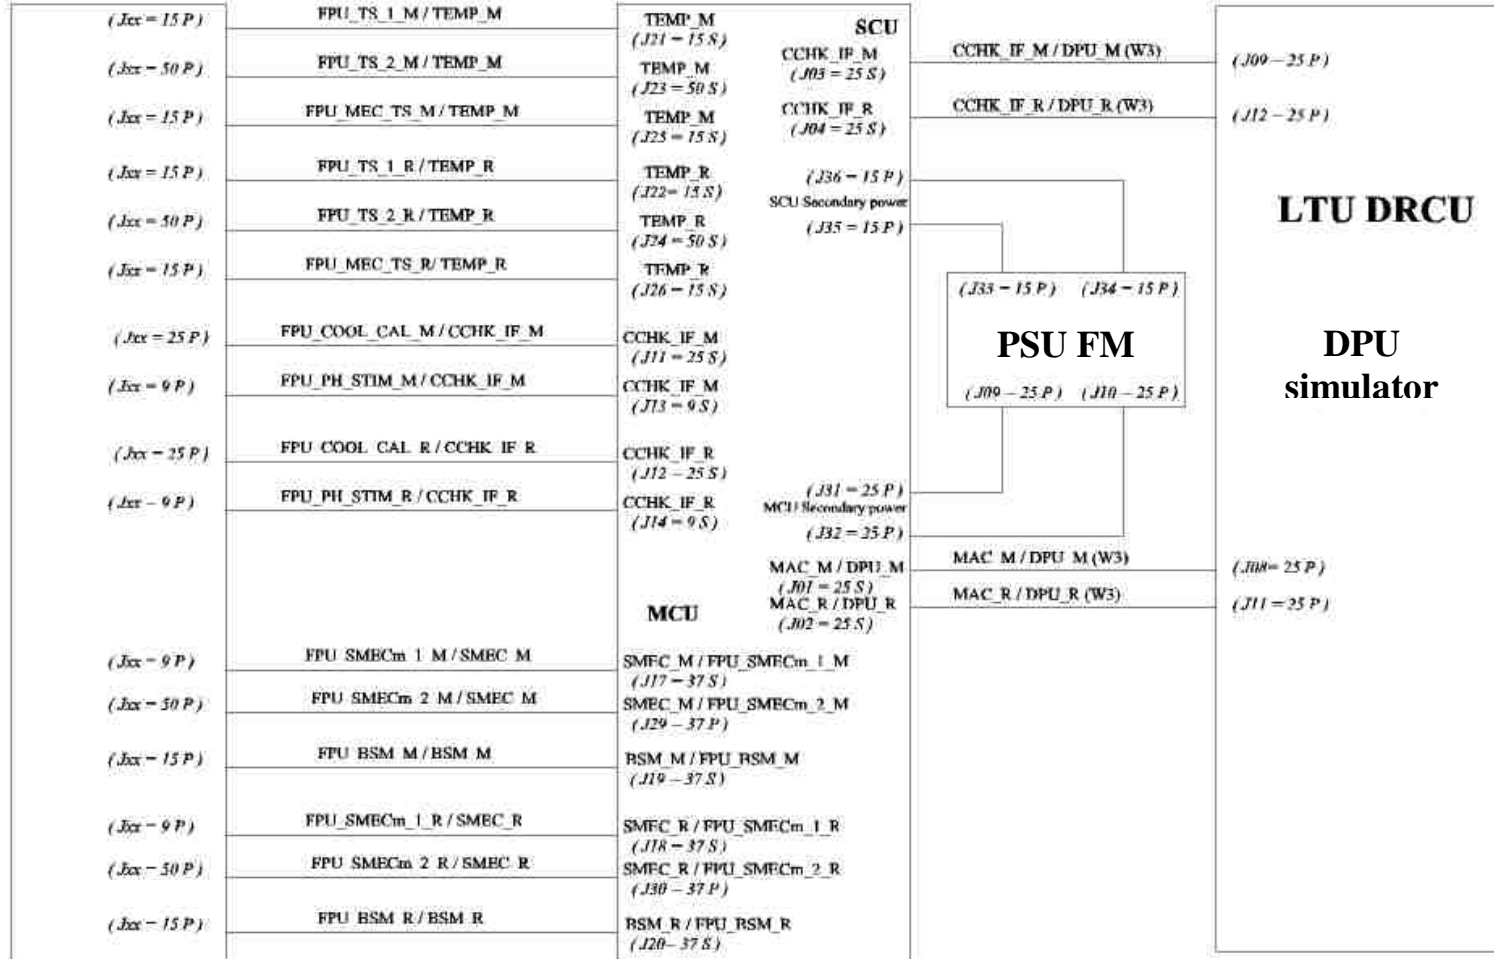 (Jxx = 15 P)
FPU_TS_1_M / TEMP_M
TEMP_M
(J21 = 15 S)
(Jxx = 50 P)
FPU_TS_2_M / TEMP_M
TEMP_M
(J23 = 50 S)
(Jxx = 15 P)
FPU_MEC_TS_M / TEMP_M
TEMP_M
(J25 = 15 S)
(Jxx = 15 P)
FPU_TS_1_R / TEMP_R
TEMP_R
(J22= 15 S)
(Jxx = 50 P)
FPU_TS_2_R / TEMP_R
TEMP_R
(J24 = 50 S)
(Jxx = 15 P)
FPU_MEC_TS_R/ TEMP_R
TEMP_R
(J26 = 15 S)
(Jxx = 25 P)
FPU_COOL_CAL_M / CCHK_IF_M
CCHK_IF_M
(J11 = 25 S)
(Jxx = 9 P)
FPU_PH_STIM_M / CCHK_IF_M
CCHK_IF_M
(J13 = 9 S)
(Jxx = 25 P)
FPU_COOL_CAL_R / CCHK_IF_R
CCHK_IF_R
(J12 = 25 S)
(Jxx = 9 P)
FPU_PH_STIM_R / CCHK_IF_R
CCHK_IF_R
(J14 = 9 S)
MCU
(Jxx = 9 P)
FPU_SMECm_1_M / SMEC_M
SMEC_M / FPU_SMECm_1_M
(J17 = 37 S)
(Jxx = 50 P)
FPU_SMECm_2_M / SMEC_M
SMEC_M / FPU_SMECm_2_M
(J29 = 37 P)
(Jxx = 15 P)
FPU_BSM_M / BSM_M
BSM_M / FPU_BSM_M
(J19 = 37 S)
(Jxx = 9 P)
FPU_SMECm_1_R / SMEC_R
SMEC_R / FPU_SMECm_1_R
(J18 = 37 S)
(Jxx = 50 P)
FPU_SMECm_2_R / SMEC_R
SMEC_R / FPU_SMECm_2_R
(J30 = 37 P)
(Jxx = 15 P)
FPU_BSM_R / BSM_R
BSM_R / FPU_BSM_R
(J20= 37 S)
SCU
CCHK_IF_M
(J03 = 25 S)
CCHK_IF_M / DPU_M (W3)
(J09 = 25 P)
CCHK_IF_R
(J04 = 25 S)
CCHK_IF_R / DPU_R (W3)
(J12 = 25 P)
(J36 = 15 P)
SCU Secondary power
(J35 = 15 P)
(J33 = 15 P) (J34 = 15 P)
PSU FM
(J09 = 25 P) (J10 = 25 P)
(J31 = 25 P)
MCU Secondary power
(J32 = 25 P)
MAC_M / DPU_M
(J01 = 25 S)
MAC_M / DPU_M (W3)
(J08= 25 P)
MAC_R / DPU_R
(J02 = 25 S)
MAC_R / DPU_R (W3)
(J11 = 25 P)
LTU DRCU
DPU
simulator